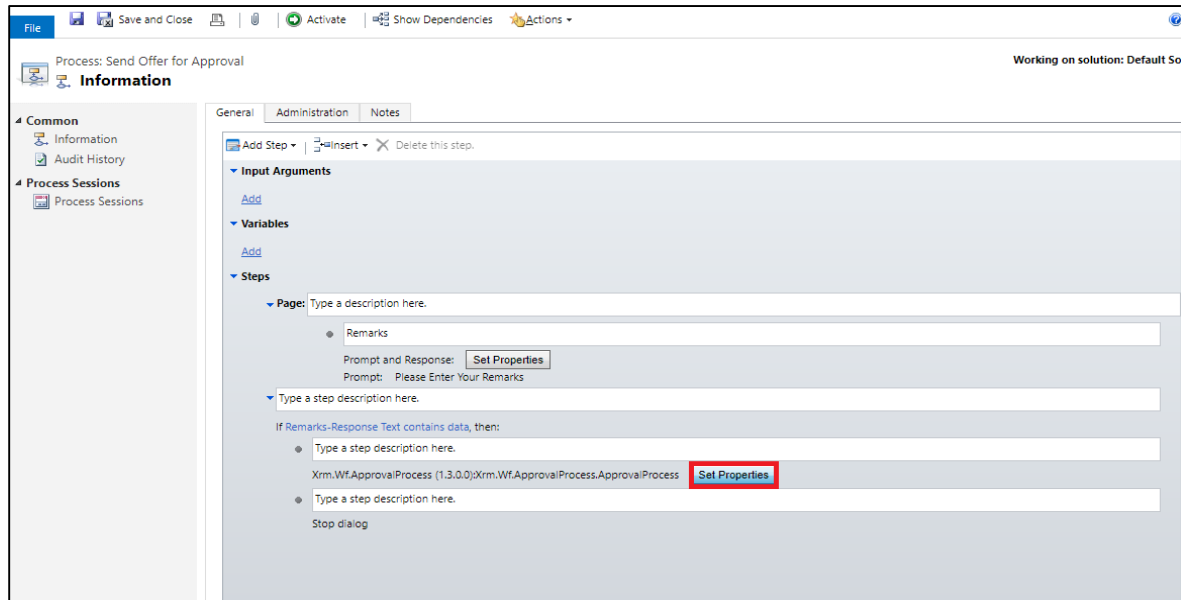 File Save and Close Activate Show Dependencies Actions
Process: Send Offer for Approval
Information
Working on solution: Default So
Common
Information
Audit History
Process Sessions
Process Sessions
General Administration Notes
Add Step Insert Delete this step.
Input Arguments
Add
Variables
Add
Steps
Page: Type a description here.
Remarks
Prompt and Response: Set Properties
Prompt: Please Enter Your Remarks
Type a step description here.
If Remarks-Response Text contains data, then:
Type a step description here.
Xrm.Wf.ApprovalProcess (1.3.0.0):Xrm.Wf.ApprovalProcess.ApprovalProcess Set Properties
Type a step description here.
Stop dialog